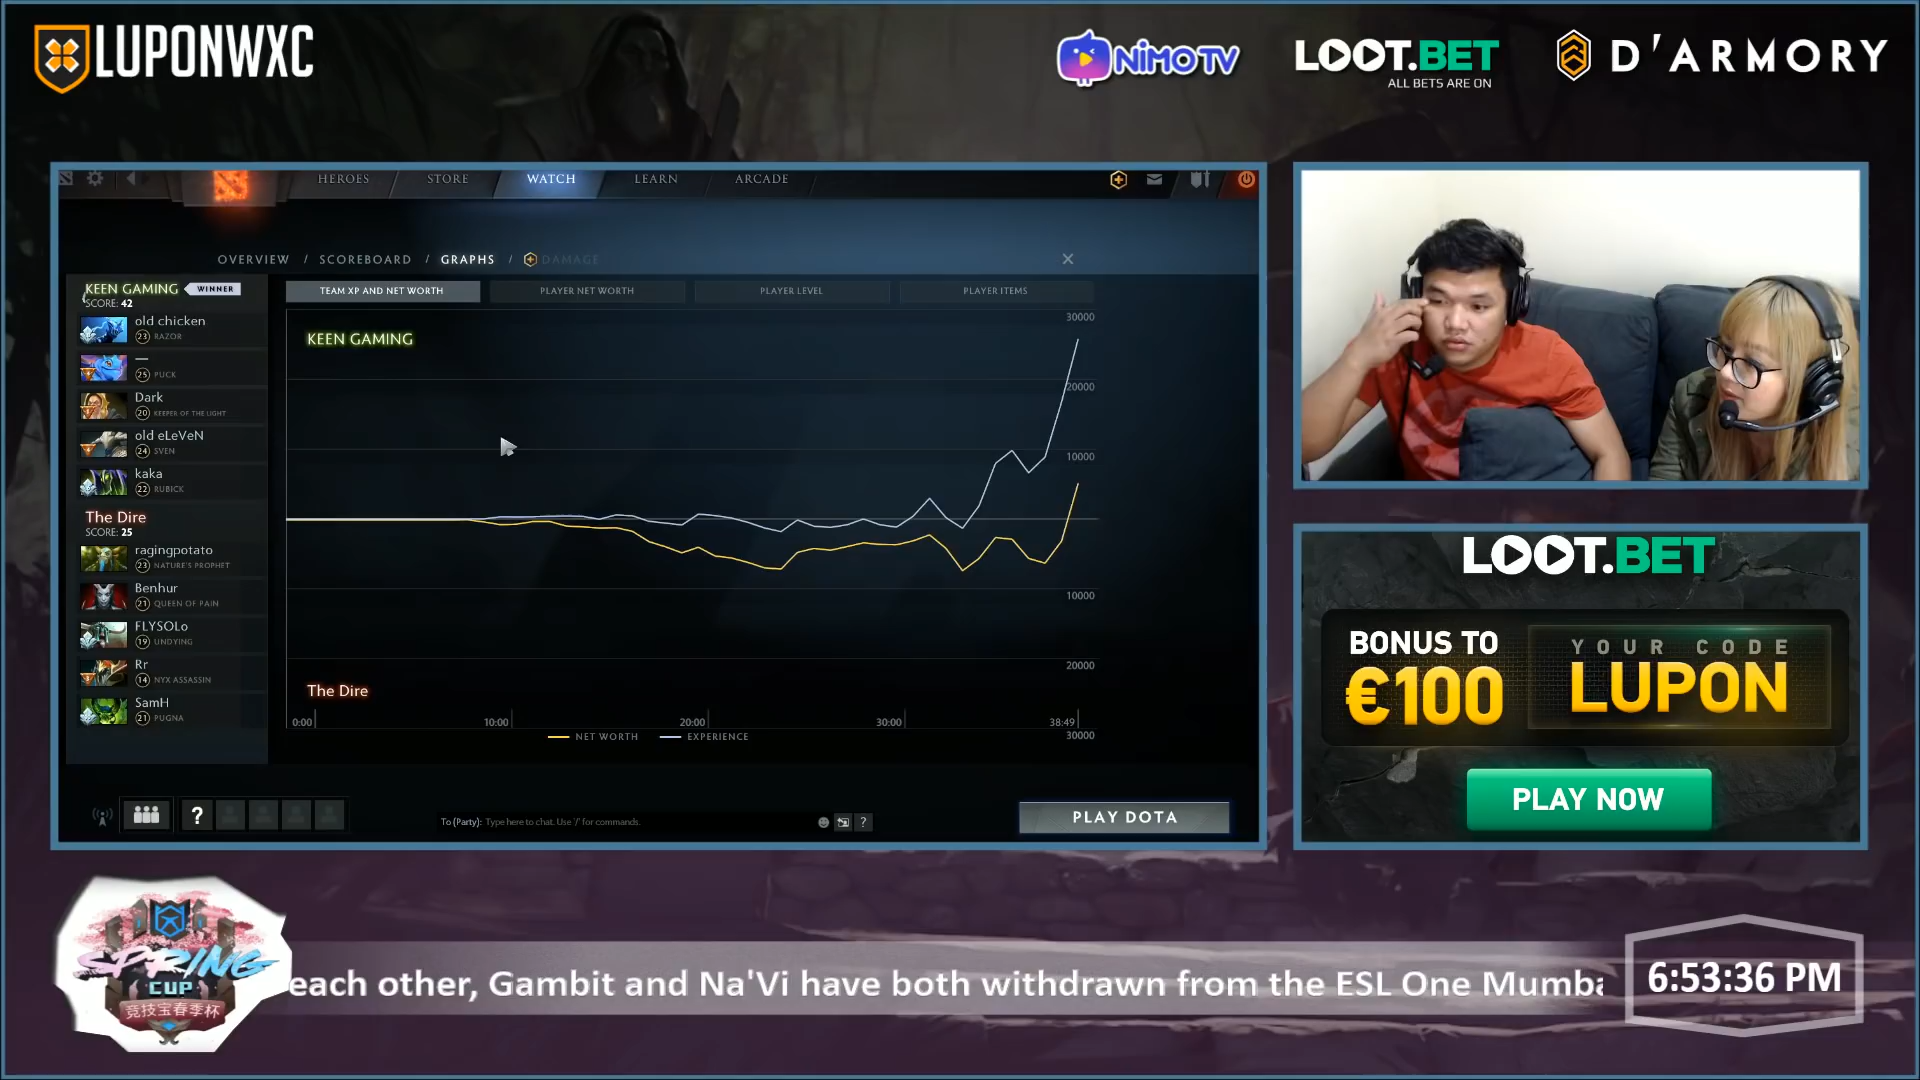 LUPONWXC
NIMO TV
LOOT.BET
ALL BETS ARE ON
D'ARMORY
HEROES
STORE
WATCH
LEARN
ARCADE
OVERVIEW / SCOREBOARD / GRAPHS / DAMAGE
KEEN GAMING WINNER
SCORE: 42
old chicken
23 RAZOR
—
25 PUCK
Dark
20 KEEPER OF THE LIGHT
old eLeVeN
24 SVEN
kaka
22 RUBICK
The Dire
SCORE: 25
ragingpotato
23 NATURE'S PROPHET
Benhur
21 QUEEN OF PAIN
FLYSOLo
19 UNDYING
Rr
14 NYX ASSASSIN
SamH
21 PUGNA
TEAM XP AND NET WORTH
PLAYER NET WORTH
PLAYER LEVEL
PLAYER ITEMS
KEEN GAMING
30000
20000
10000
10000
20000
30000
The Dire
0:00
10:00
20:00
30:00
38:49
NET WORTH
EXPERIENCE
?
To (Party): Type here to chat. Use '/' for commands.
?
PLAY DOTA
LOOT.BET
BONUS TO
€100
YOUR CODE
LUPON
PLAY NOW
SPRING
CUP
竞技宝春季杯
each other, Gambit and Na'Vi have both withdrawn from the ESL One Mumba
6:53:36 PM